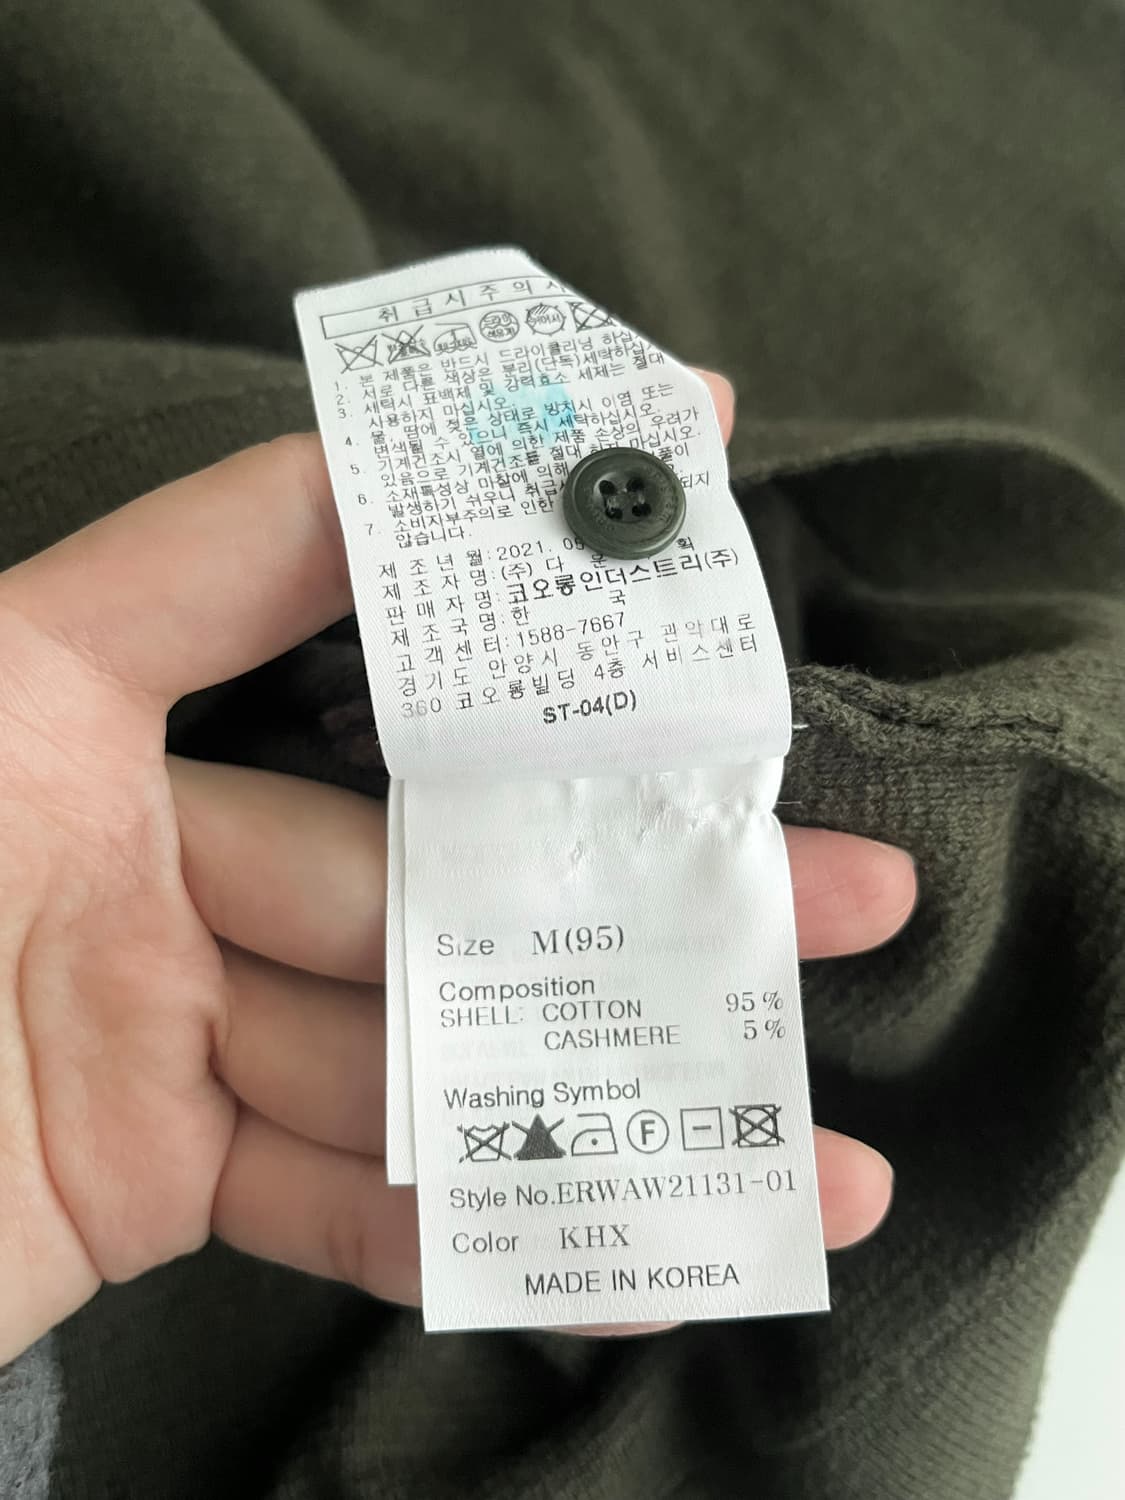 취급시주의사
1. 본 제품은 반드시 드라이클리닝 하십
2. 서로 다른 색상은 분리(단독)세탁하십
3. 세탁시 표백제 및 강력효소 세제는 절대
사용하지 마십시오.
4. 물, 땀에 젖은 상태로 방치시 이염 또는
변색될 수 있으니 즉시 세탁하십시오.
5. 기계건조시 열에 의한 제품 손상의 우려가
있음으로 기계건조를 절대 하지 마십시오.
6. 소재특성상 마찰에 의해
발생하기 쉬우니 취급
7. 소비자부주의로 인한 되지
않습니다.
제조년월:2021. 09
제조자명:(주)다운 획
판매자명:코오롱인더스트리(주)
제조국명:한 국
고객센터:1588-7667
경기도 안양시 동안구 관악대로
360 코오롱빌딩 4층 서비스센터
ST-04(D)
Size M(95)
Composition
SHELL: COTTON 95%
CASHMERE 5%
Washing Symbol
F
Style No.ERWAW21131-01
Color KHX
MADE IN KOREA